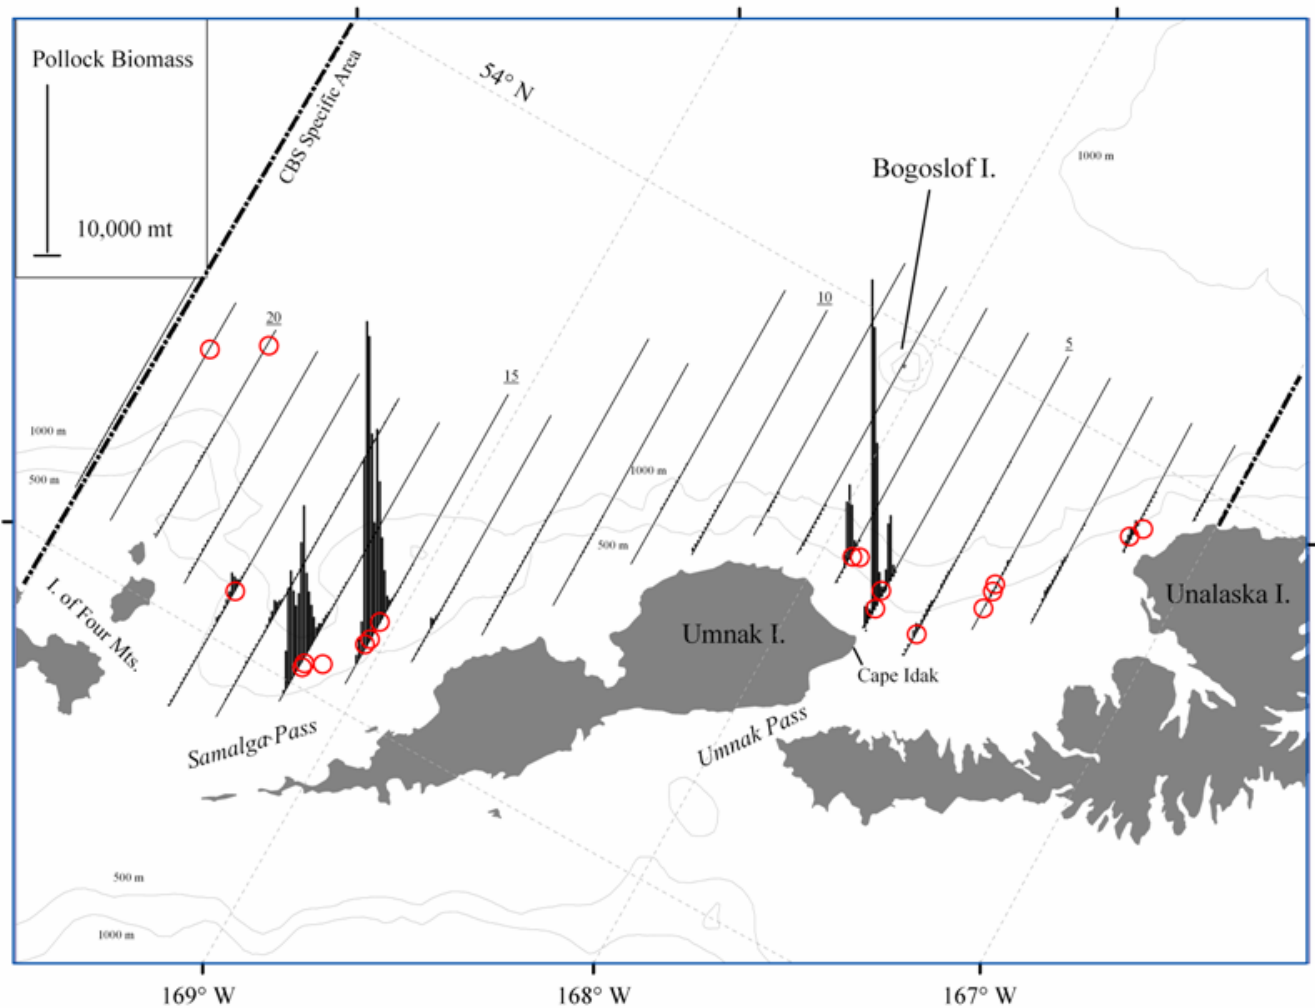 Pollock Biomass
10,000 mt
CBS Specific Area
54° N
1000 m
Bogoslof I.
20
10
15
5
1000 m
500 m
1000 m
500 m
I. of Four Mts.
Umnak I.
Unalaska I.
Cape Idak
Samalga Pass
Umnak Pass
500 m
1000 m
169° W
168° W
167° W